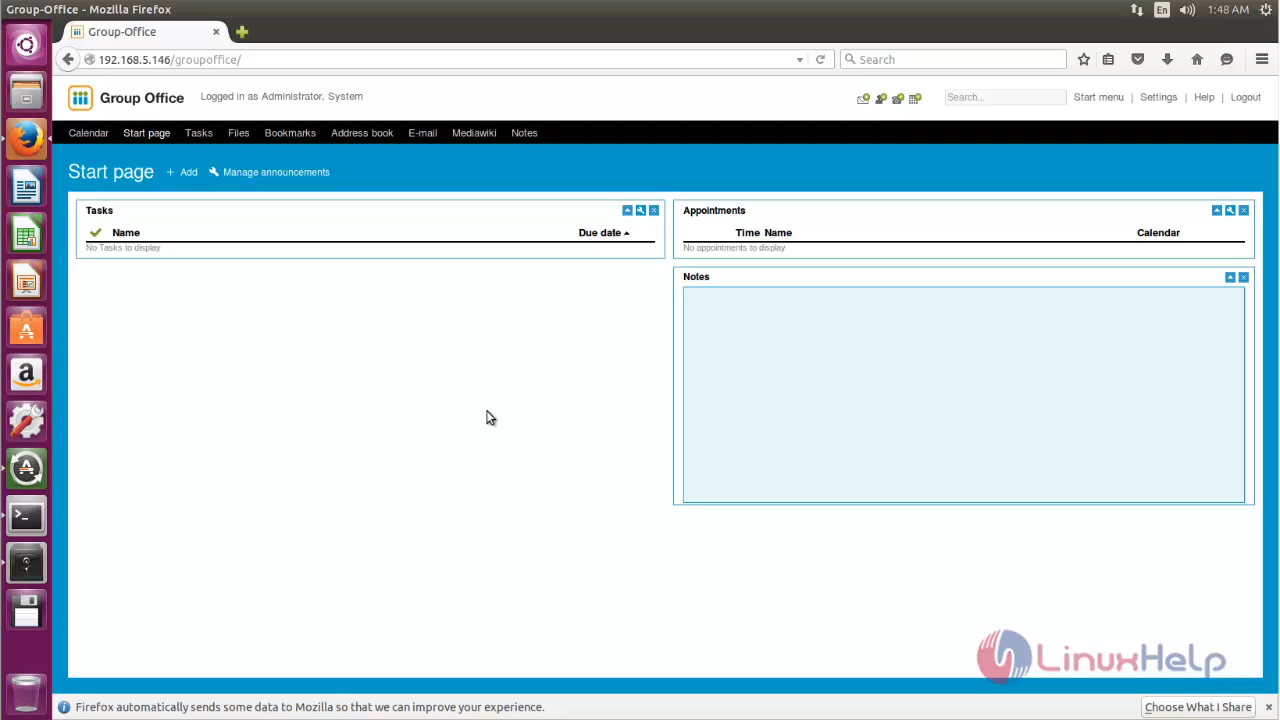 Group-Office - Mozilla Firefox
En
1:48 AM
Group-Office
192.168.5.146/groupoffice/
Search
Group Office
Logged in as Administrator, System
Search...
Start menu | Settings | Help | Logout
Calendar Start page Tasks Files Bookmarks Address book E-mail Mediawiki Notes
Start page + Add Manage announcements
Tasks
Name Due date
No Tasks to display
Appointments
Time Name Calendar
No appointments to display
Notes
LinuxHelp
Firefox automatically sends some data to Mozilla so that we can improve your experience.
Choose What I Share